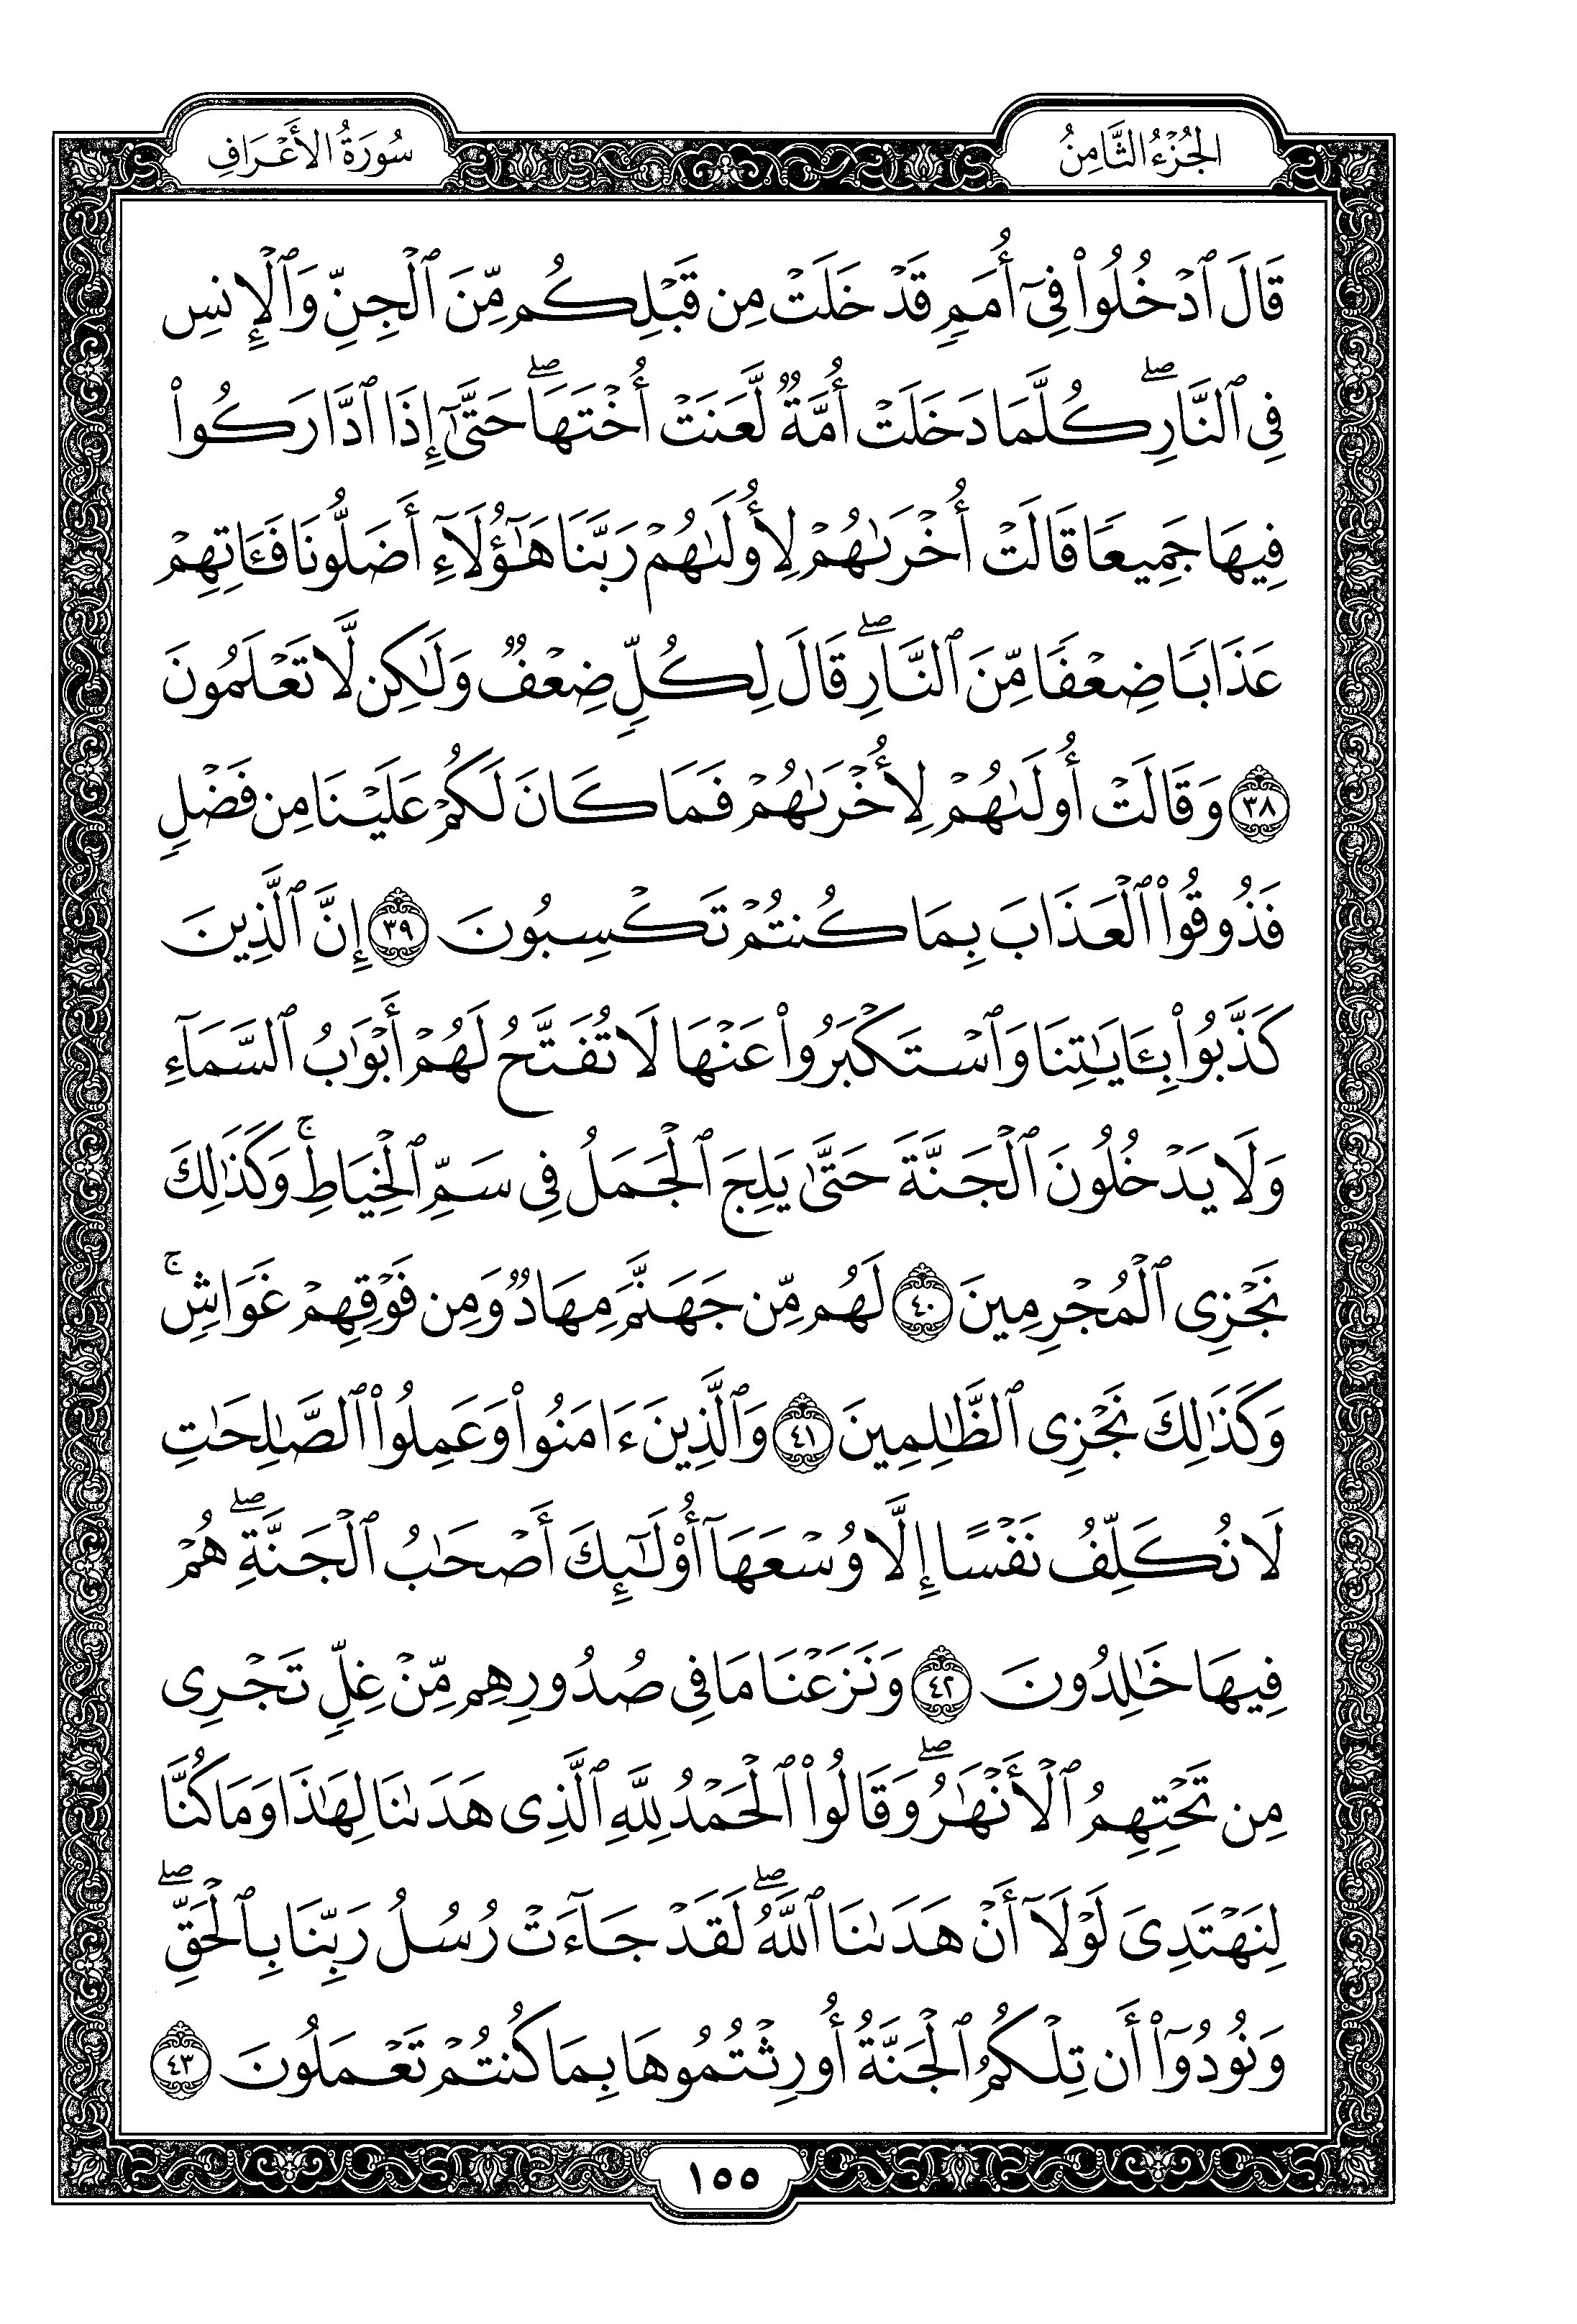 الجُزْءُ الثَّامِنُ
سُورَةُ الأَعْرَافِ
قَالَ ٱدْخُلُوا۟ فِىٓ أُمَمٍ قَدْ خَلَتْ مِن قَبْلِكُم مِّنَ ٱلْجِنِّ وَٱلْإِنسِ
فِى ٱلنَّارِ ۖ كُلَّمَا دَخَلَتْ أُمَّةٌ لَّعَنَتْ أُخْتَهَا ۖ حَتَّىٰٓ إِذَا ٱدَّارَكُوا۟
فِيهَا جَمِيعًا قَالَتْ أُخْرَىٰهُمْ لِأُولَىٰهُمْ رَبَّنَا هَٰٓؤُلَآءِ أَضَلُّونَا فَـَٔاتِهِمْ
عَذَابًا ضِعْفًا مِّنَ ٱلنَّارِ ۖ قَالَ لِكُلٍّ ضِعْفٌ وَلَٰكِن لَّا تَعْلَمُونَ
٣٨ وَقَالَتْ أُولَىٰهُمْ لِأُخْرَىٰهُمْ فَمَا كَانَ لَكُمْ عَلَيْنَا مِن فَضْلٍ
فَذُوقُوا۟ ٱلْعَذَابَ بِمَا كُنتُمْ تَكْسِبُونَ ٣٩ إِنَّ ٱلَّذِينَ
كَذَّبُوا۟ بِـَٔايَٰتِنَا وَٱسْتَكْبَرُوا۟ عَنْهَا لَا تُفَتَّحُ لَهُمْ أَبْوَٰبُ ٱلسَّمَآءِ
وَلَا يَدْخُلُونَ ٱلْجَنَّةَ حَتَّىٰ يَلِجَ ٱلْجَمَلُ فِى سَمِّ ٱلْخِيَاطِ ۚ وَكَذَٰلِكَ
نَجْزِى ٱلْمُجْرِمِينَ ٤٠ لَهُم مِّن جَهَنَّمَ مِهَادٌ وَمِن فَوْقِهِمْ غَوَاشٍ ۚ
وَكَذَٰلِكَ نَجْزِى ٱلظَّٰلِمِينَ ٤١ وَٱلَّذِينَ ءَامَنُوا۟ وَعَمِلُوا۟ ٱلصَّٰلِحَٰتِ
لَا نُكَلِّفُ نَفْسًا إِلَّا وُسْعَهَآ أُو۟لَٰٓئِكَ أَصْحَٰبُ ٱلْجَنَّةِ ۖ هُمْ
فِيهَا خَٰلِدُونَ ٤٢ وَنَزَعْنَا مَا فِى صُدُورِهِم مِّنْ غِلٍّ تَجْرِى
مِن تَحْتِهِمُ ٱلْأَنْهَٰرُ ۖ وَقَالُوا۟ ٱلْحَمْدُ لِلَّهِ ٱلَّذِى هَدَىٰنَا لِهَٰذَا وَمَا كُنَّا
لِنَهْتَدِىَ لَوْلَآ أَنْ هَدَىٰنَا ٱللَّهُ ۖ لَقَدْ جَآءَتْ رُسُلُ رَبِّنَا بِٱلْحَقِّ ۖ
وَنُودُوٓا۟ أَن تِلْكُمُ ٱلْجَنَّةُ أُورِثْتُمُوهَا بِمَا كُنتُمْ تَعْمَلُونَ ٤٣
١٥٥